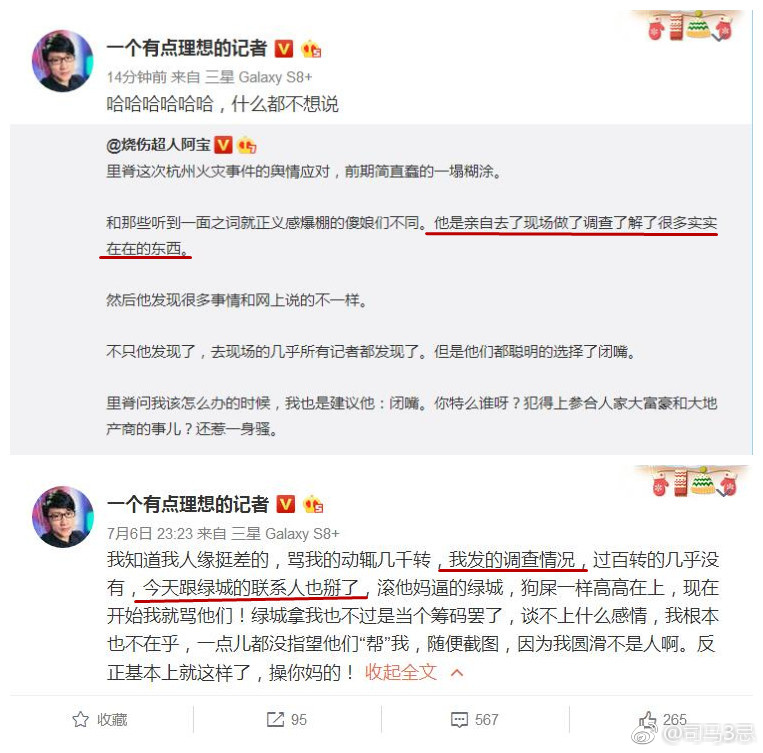 一个有点理想的记者
14分钟前 来自 三星 Galaxy S8+
哈哈哈哈哈哈，什么都不想说
@烧伤超人阿宝
里脊这次杭州火灾事件的舆情应对，前期简直蠢的一塌糊涂。
和那些听到一面之词就正义感爆棚的傻娘们不同。他是亲自去了现场做了调查了解了很多实实
在在的东西。
然后他发现很多事情和网上说的不一样。
不只他发现了，去现场的几乎所有记者都发现了。但是他们都聪明的选择了闭嘴。
里脊问我该怎么办的时候，我也是建议他：闭嘴。你特么谁呀？犯得上参合人家大富豪和大地
产商的事儿？还惹一身骚。
一个有点理想的记者
7月6日 23:23 来自 三星 Galaxy S8+
我知道我人缘挺差的，骂我的动辄几千转，我发的调查情况，过百转的几乎没
有，今天跟绿城的联系人也掰了，滚他妈逼的绿城，狗屎一样高高在上，现在
开始我就骂他们！绿城拿我也不过是当个筹码罢了，谈不上什么感情，我根本
也不在乎，一点儿都没指望他们“帮”我，随便截图，因为我圆滑不是人啊。反
正基本上就这样了，操你妈的！ 收起全文
收藏 95 567 265
@司马3忌